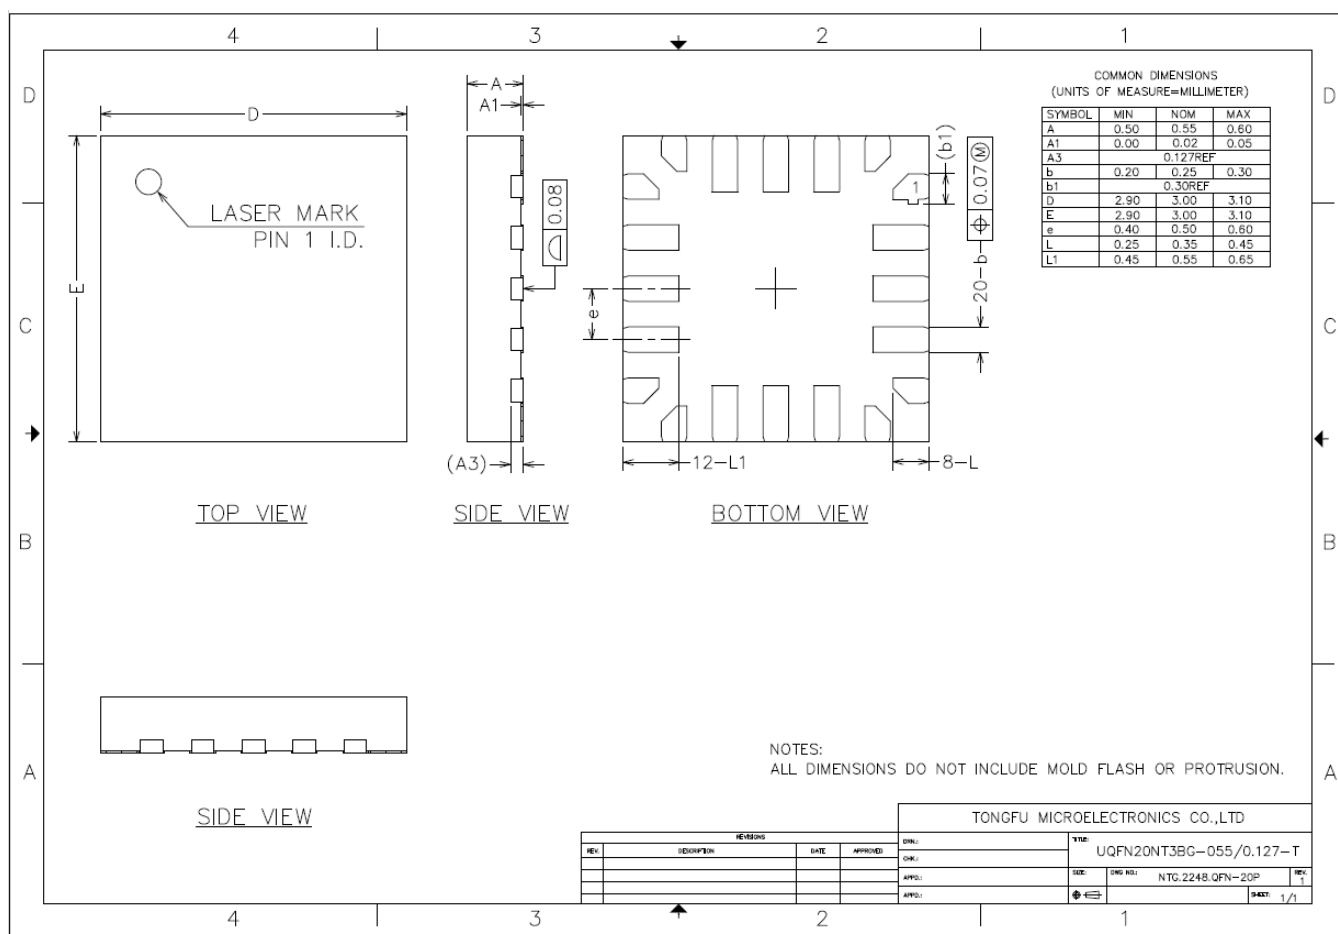 4 3 2 1
D D
C C
B B
A A
D
E
LASER MARK
PIN 1 I.D.
TOP VIEW
A
A1
0.08
(A3)
SIDE VIEW
e
1
(b1)
20-b
0.07 M
12-L1
8-L
BOTTOM VIEW
COMMON DIMENSIONS
(UNITS OF MEASURE=MILLIMETER)
SYMBOL MIN NOM MAX
A 0.50 0.55 0.60
A1 0.00 0.02 0.05
A3 0.127REF
b 0.20 0.25 0.30
b1 0.30REF
D 2.90 3.00 3.10
E 2.90 3.00 3.10
e 0.40 0.50 0.60
L 0.25 0.35 0.45
L1 0.45 0.55 0.65
SIDE VIEW
NOTES:
ALL DIMENSIONS DO NOT INCLUDE MOLD FLASH OR PROTRUSION.
REVISIONS
REV. DESCRIPTION DATE APPROVED
TONGFU MICROELECTRONICS CO.,LTD
DRN.:
CHK.:
APPD.:
APPD.:
TITLE:
UQFN20NT3BG-055/0.127-T
SIZE: DWG NO.: NTG.2248.QFN-20P REV. 1
SHEET: 1/1
4 3 2 1